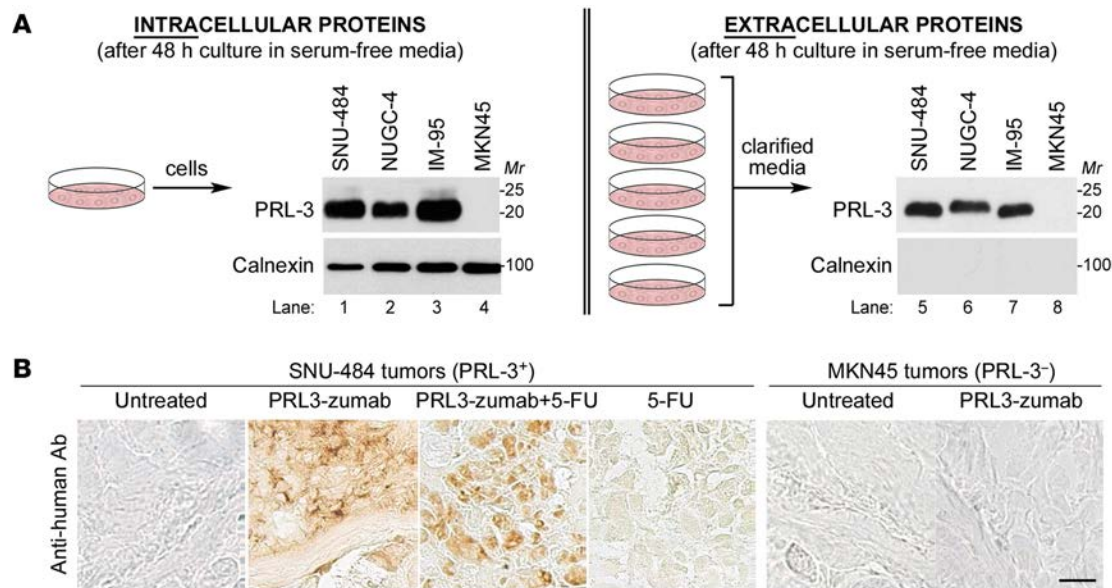 A
INTRACELLULAR PROTEINS
(after 48 h culture in serum-free media)
cells
SNU-484
NUGC-4
IM-95
MKN45
Mr
PRL-3
-25
-20
Calnexin
-100
Lane: 1 2 3 4
EXTRACELLULAR PROTEINS
(after 48 h culture in serum-free media)
clarified
media
SNU-484
NUGC-4
IM-95
MKN45
Mr
PRL-3
-25
-20
Calnexin
-100
Lane: 5 6 7 8
B
SNU-484 tumors (PRL-3+)
Untreated PRL3-zumab PRL3-zumab+5-FU 5-FU
MKN45 tumors (PRL-3–)
Untreated PRL3-zumab
Anti-human Ab